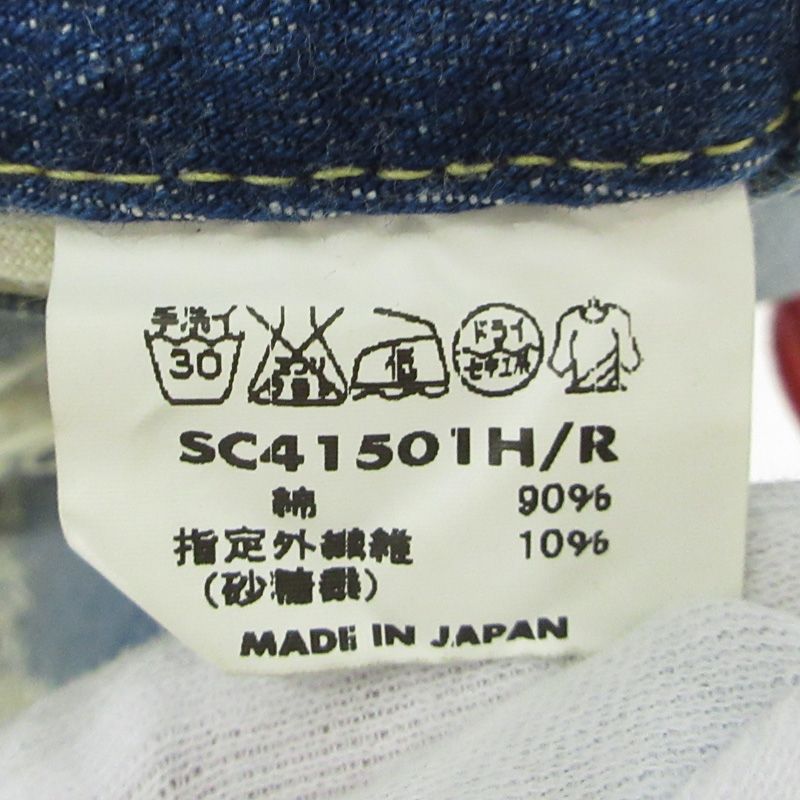 手洗イ
30
低
ドライ
セキユ系
SC41501H/R
綿 90%
指定外繊維 10%
(砂糖黍)
MADE IN JAPAN